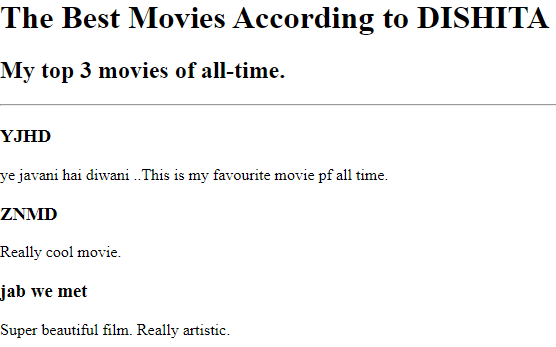 The Best Movies According to DISHITA
My top 3 movies of all-time.
YJHD
ye javani hai diwani ..This is my favourite movie pf all time.
ZNMD
Really cool movie.
jab we met
Super beautiful film. Really artistic.